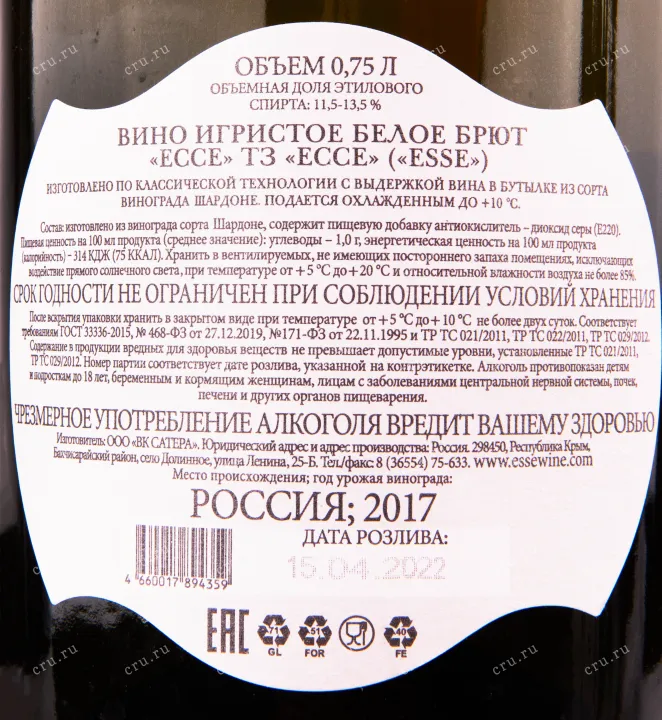 ОБЪЕМ 0,75 Л
ОБЪЕМНАЯ ДОЛЯ ЭТИЛОВОГО
СПИРТА: 11,5-13,5 %
ВИНО ИГРИСТОЕ БЕЛОЕ БРЮТ
«ЕССЕ» ТЗ «ЕССЕ» («ESSE»)
ИЗГОТОВЛЕНО ПО КЛАССИЧЕСКОЙ ТЕХНОЛОГИИ С ВЫДЕРЖКОЙ ВИНА В БУТЫЛКЕ ИЗ СОРТА
ВИНОГРАДА ШАРДОНЕ. ПОДАЕТСЯ ОХЛАЖДЕННЫМ ДО +10 °С.
Состав: изготовлено из винограда сорта Шардоне, содержит пищевую добавку антиокислитель – диоксид серы (Е220).
Пищевая ценность на 100 мл продукта (среднее значение): углеводы – 1,0 г, энергетическая ценность на 100 мл продукта
(калорийность) - 314 КДЖ (75 ККАЛ). Хранить в вентилируемых, не имеющих постороннего запаха помещениях, исключающих
воздействие прямого солнечного света, при температуре от +5 °С до +20 °С и относительной влажности воздуха не более 85%.
СРОК ГОДНОСТИ НЕ ОГРАНИЧЕН ПРИ СОБЛЮДЕНИИ УСЛОВИЙ ХРАНЕНИЯ
После вскрытия упаковки хранить в закрытом виде при температуре от +5 °С до +10 °С не более двух суток. Соответствует
требованиям ГОСТ 33336-2015, № 468-ФЗ от 27.12.2019, №171-ФЗ от 22.11.1995 и ТР ТС 021/2011, ТР ТС 022/2011, ТР ТС 029/2012.
Содержание в продукции вредных для здоровья веществ не превышает допустимые уровни, установленные ТР ТС 021/2011,
ТР ТС 029/2012. Номер партии соответствует дате розлива, указанной на контрэтикетке. Алкоголь противопоказан детям
и подросткам до 18 лет, беременным и кормящим женщинам, лицам с заболеваниями центральной нервной системы, почек,
печени и других органов пищеварения.
ЧРЕЗМЕРНОЕ УПОТРЕБЛЕНИЕ АЛКОГОЛЯ ВРЕДИТ ВАШЕМУ ЗДОРОВЬЮ
Изготовитель: ООО «ВК САТЕРА». Юридический адрес и адрес производства: Россия. 298450, Республика Крым,
Бахчисарайский район, село Долинное, улица Ленина, 25-Б. Тел./факс: 8 (36554) 75-633. www.essewine.com
Место происхождения; год урожая винограда:
РОССИЯ; 2017
ДАТА РОЗЛИВА:
15.04.2022
4 660017 894359
EAC
71
GL
51
FOR
40
FE
cru.ru